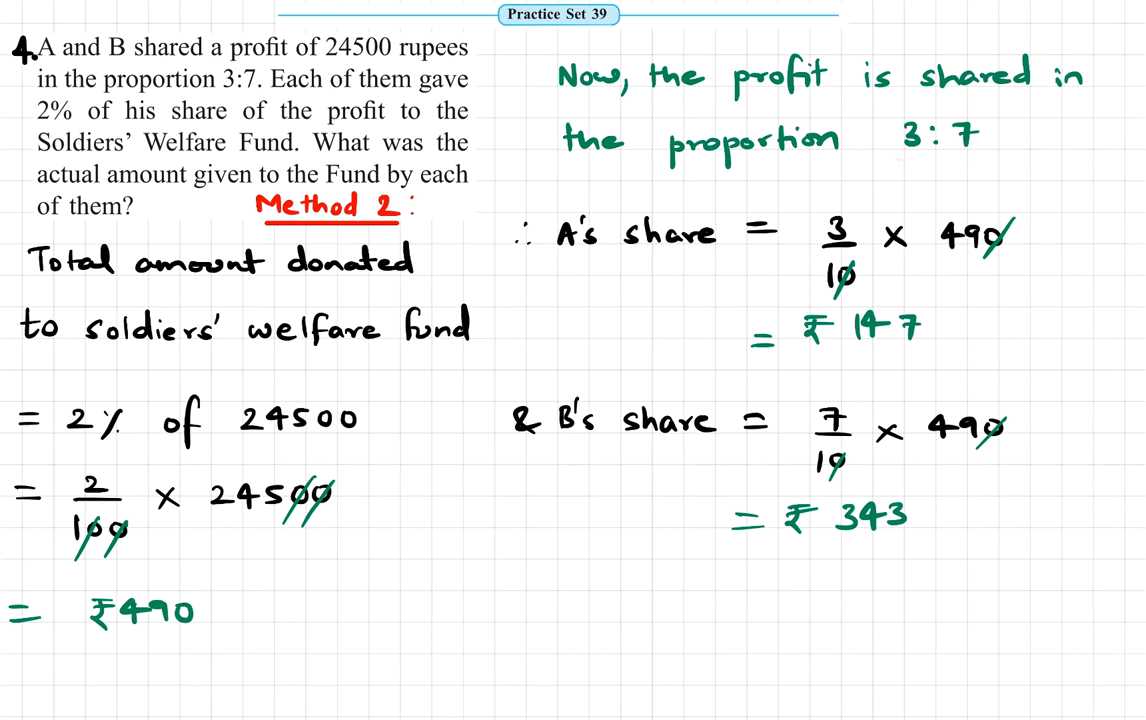 Practice Set 39
4. A and B shared a profit of 24500 rupees
in the proportion 3:7. Each of them gave
2% of his share of the profit to the
Soldiers’ Welfare Fund. What was the
actual amount given to the Fund by each
of them?
Method 2 :
Total amount donated
to soldiers' welfare fund
= 2% of 24500
= 2/100 × 24500
= ₹490
Now, the profit is shared in
the proportion 3 : 7
∴ A's share = 3/10 × 490
= ₹ 147
& B's share = 7/10 × 490
= ₹ 343